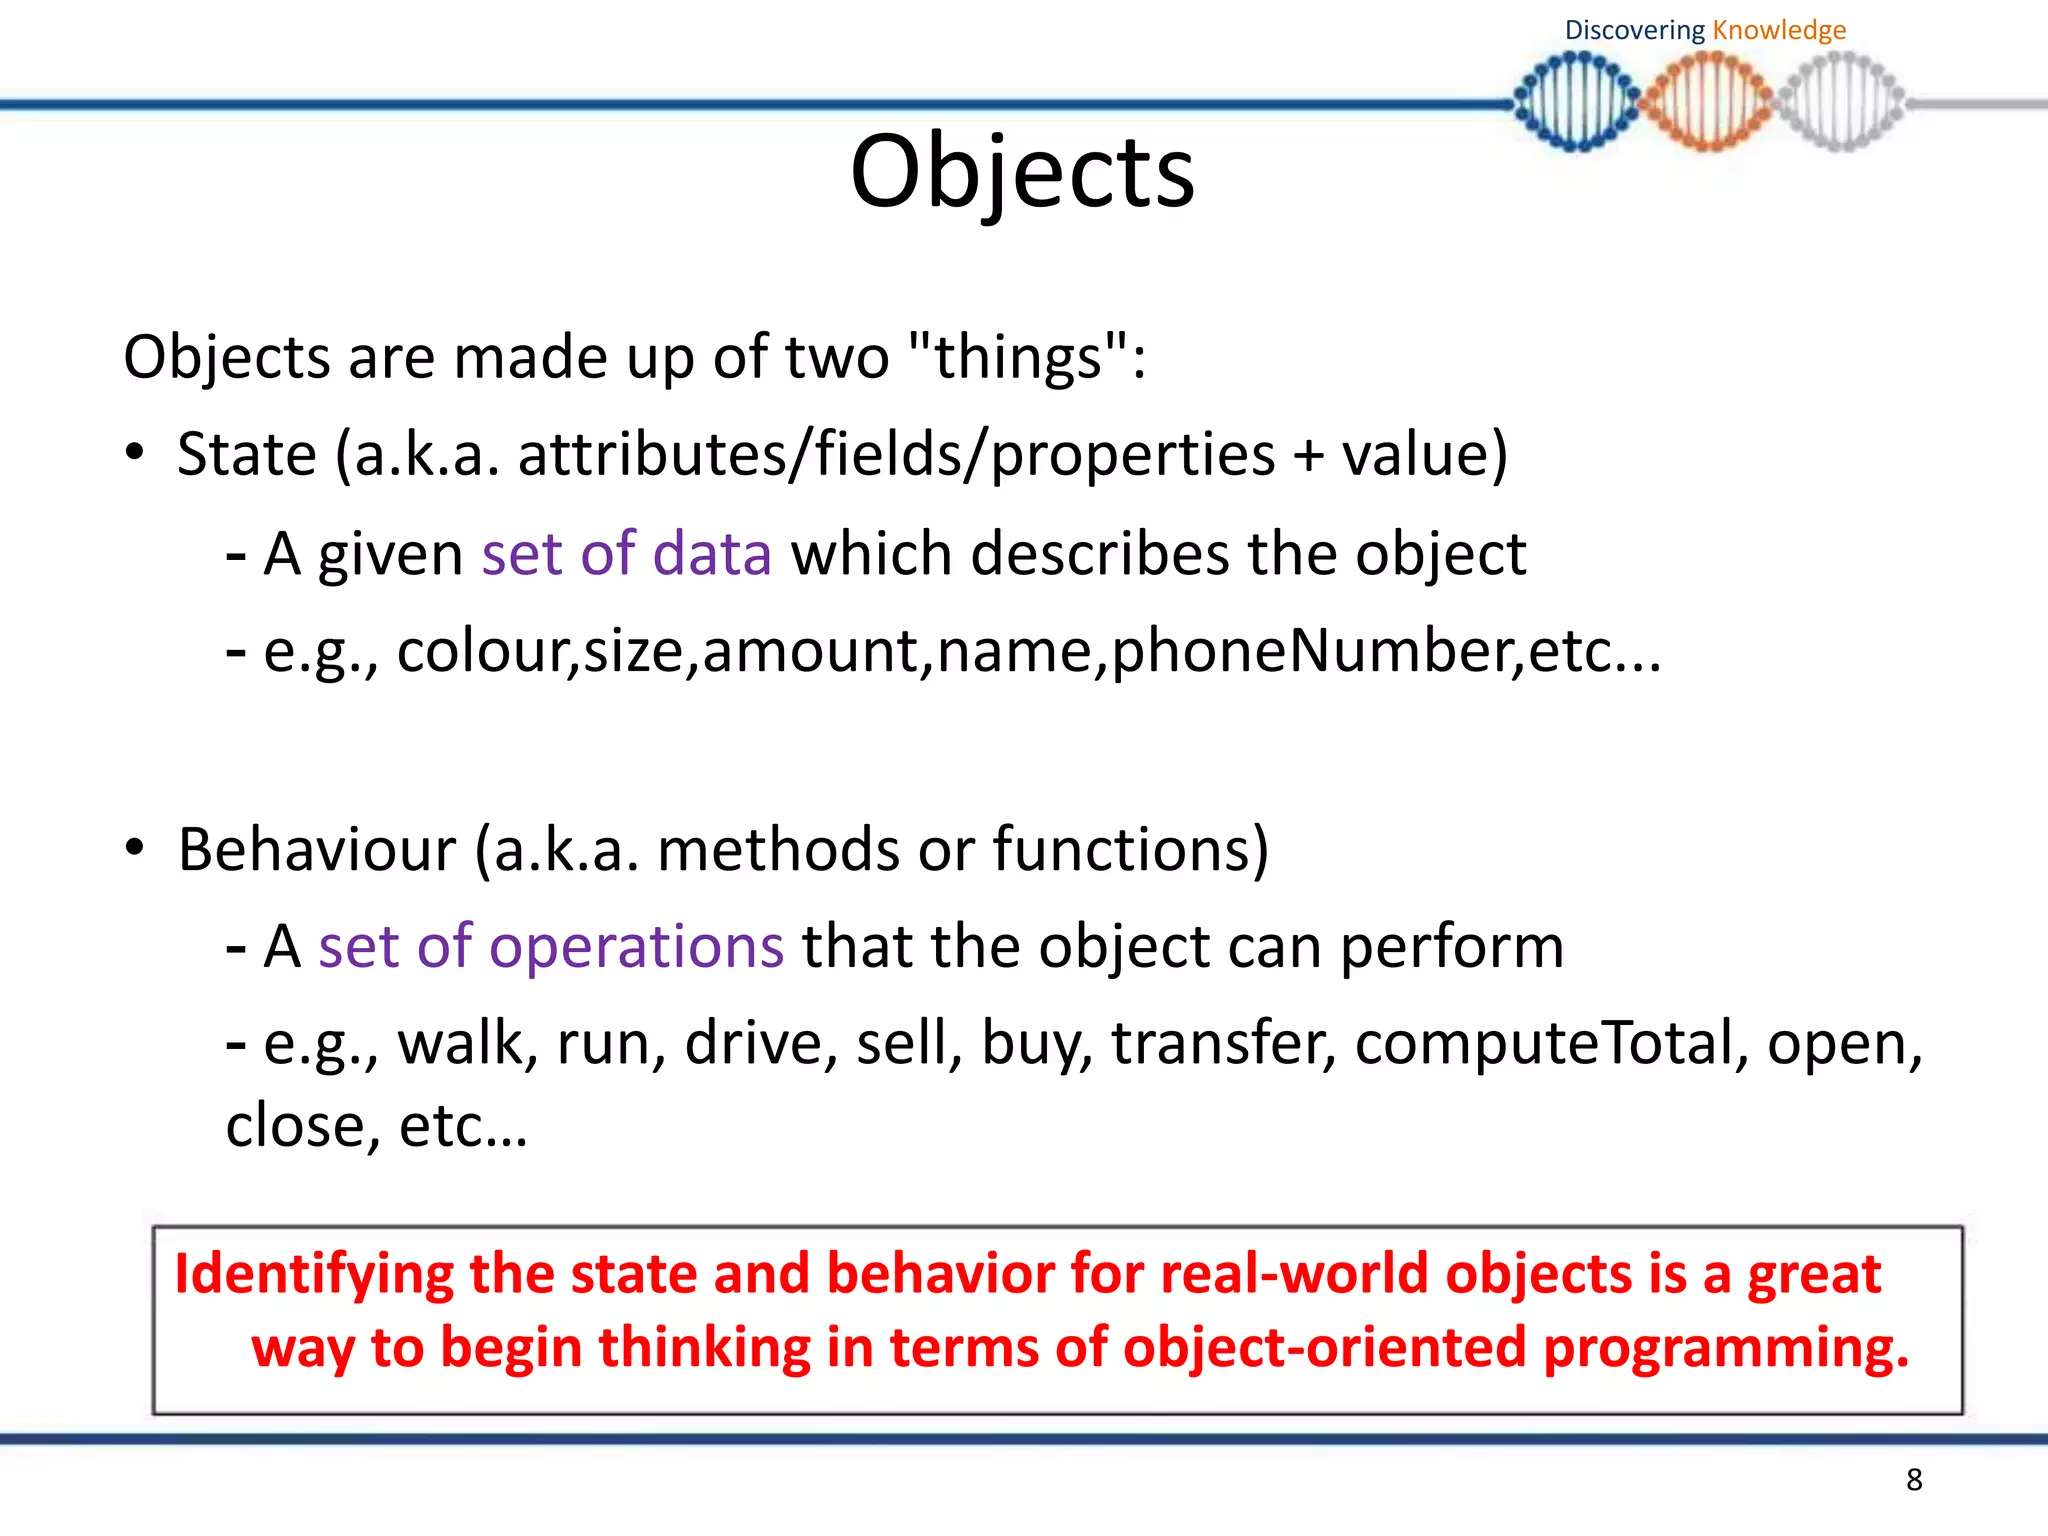 Discovering Knowledge
Objects
Objects are made up of two "things":
• State (a.k.a. attributes/fields/properties + value)
- A given set of data which describes the object
- e.g., colour,size,amount,name,phoneNumber,etc...
• Behaviour (a.k.a. methods or functions)
- A set of operations that the object can perform
- e.g., walk, run, drive, sell, buy, transfer, computeTotal, open,
close, etc…
Identifying the state and behavior for real-world objects is a great
way to begin thinking in terms of object-oriented programming.
8